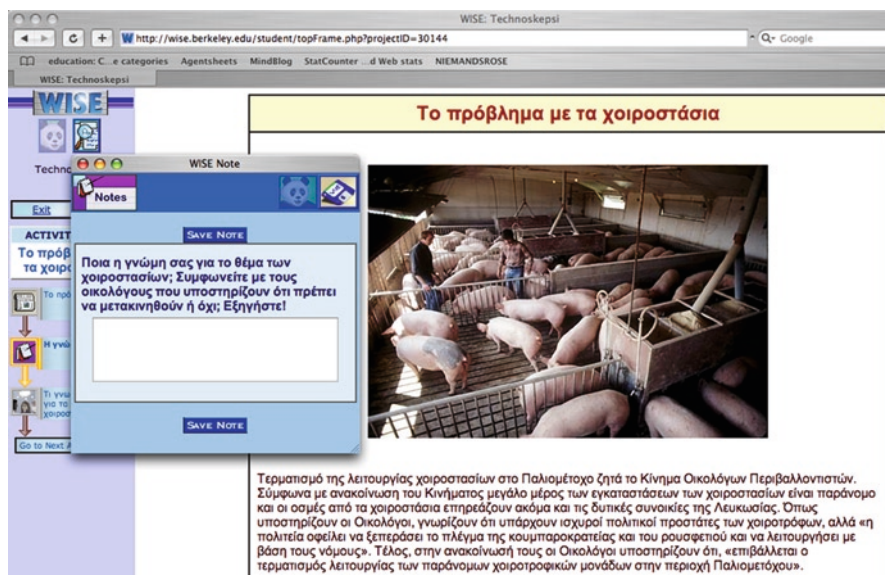 WISE: Technoskepsi
http://wise.berkeley.edu/student/topFrame.php?projectID=30144
Google
education: C...e categories Agentsheets MindBlog StatCounter ...d Web stats NIEMANDSROSE
WISE: Technoskepsi
WISE
Techno
Exit
ACTIVIT
Το πρόβ
τα χοιρο
Το πρό
Η γνώ
Τι γνω
για τα
χοιροσ
Go to Next A
WISE Note
Notes
SAVE NOTE
Ποια η γνώμη σας για το θέμα των
χοιροστασίων; Συμφωνείτε με τους
οικολόγους που υποστηρίζουν ότι πρέπει
να μετακινηθούν ή όχι; Εξηγήστε!
SAVE NOTE
Το πρόβλημα με τα χοιροστάσια
Τερματισμό της λειτουργίας χοιροστασίων στο Παλιομέτοχο ζητά το Κίνημα Οικολόγων Περιβαλλοντιστών.
Σύμφωνα με ανακοίνωση του Κινήματος μεγάλο μέρος των εγκαταστάσεων των χοιροστασίων είναι παράνομο
και οι οσμές από τα χοιροστάσια επηρεάζουν ακόμα και τις δυτικές συνοικίες της Λευκωσίας. Όπως
υποστηρίζουν οι Οικολόγοι, γνωρίζουν ότι υπάρχουν ισχυροί πολιτικοί προστάτες των χοιροτρόφων, αλλά «η
πολιτεία οφείλει να ξεπεράσει το πλέγμα της κουμπαροκρατείας και του ρουσφετιού και να λειτουργήσει με
βάση τους νόμους». Τέλος, στην ανακοίνωσή τους οι Οικολόγοι υποστηρίζουν ότι, «επιβάλλεται ο
τερματισμός λειτουργίας των παράνομων χοιροτροφικών μονάδων στην περιοχή Παλιομετόχου».